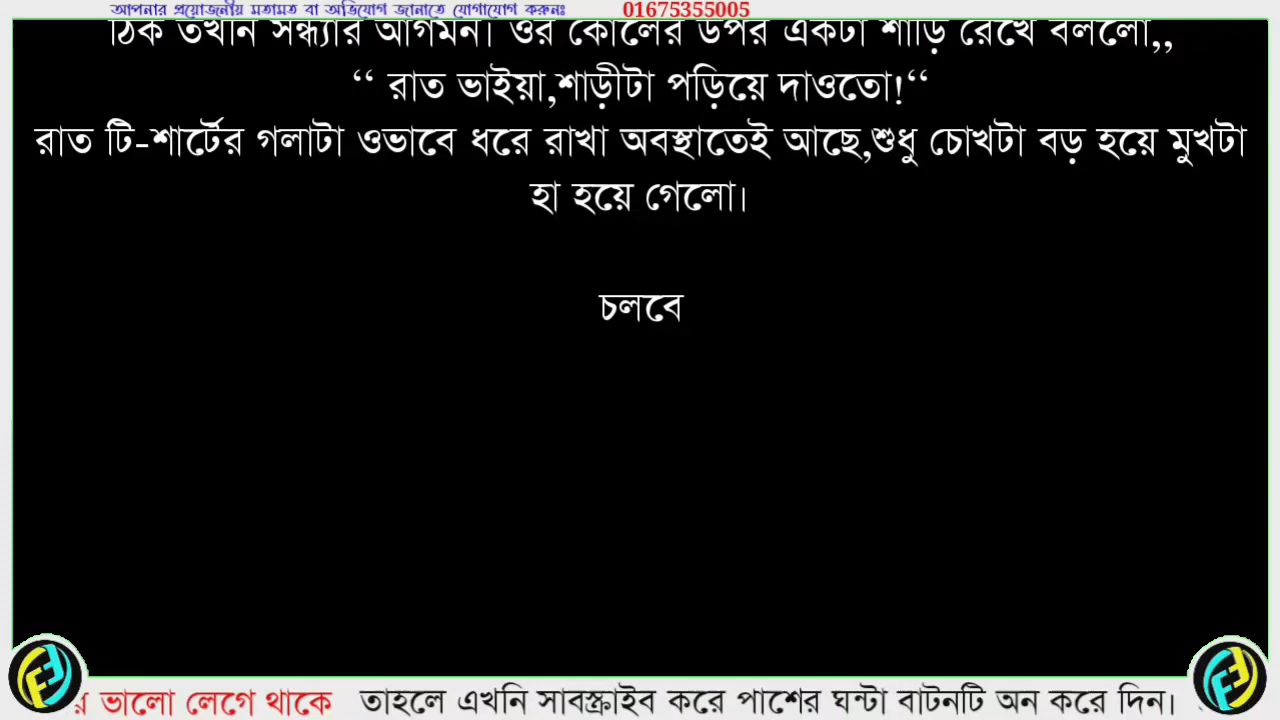 আপনার প্রয়োজনীয় মতামত বা অভিযোগ জানাতে যোগাযোগ করুনঃ 01675355005
ঠিক তখনি সন্ধ্যার আগমন। ওর কোলের উপর একটা শাড়ি রেখে বললো,,
“ রাত ভাইয়া,শাড়ীটা পড়িয়ে দাওতো!“
রাত টি-শার্টের গলাটা ওভাবে ধরে রাখা অবস্থাতেই আছে,শুধু চোখটা বড় হয়ে মুখটা
হা হয়ে গেলো।
চলবে
ভালো লেগে থাকে তাহলে এখনি সাবস্ক্রাইব করে পাশের ঘন্টা বাটনটি অন করে দিন।